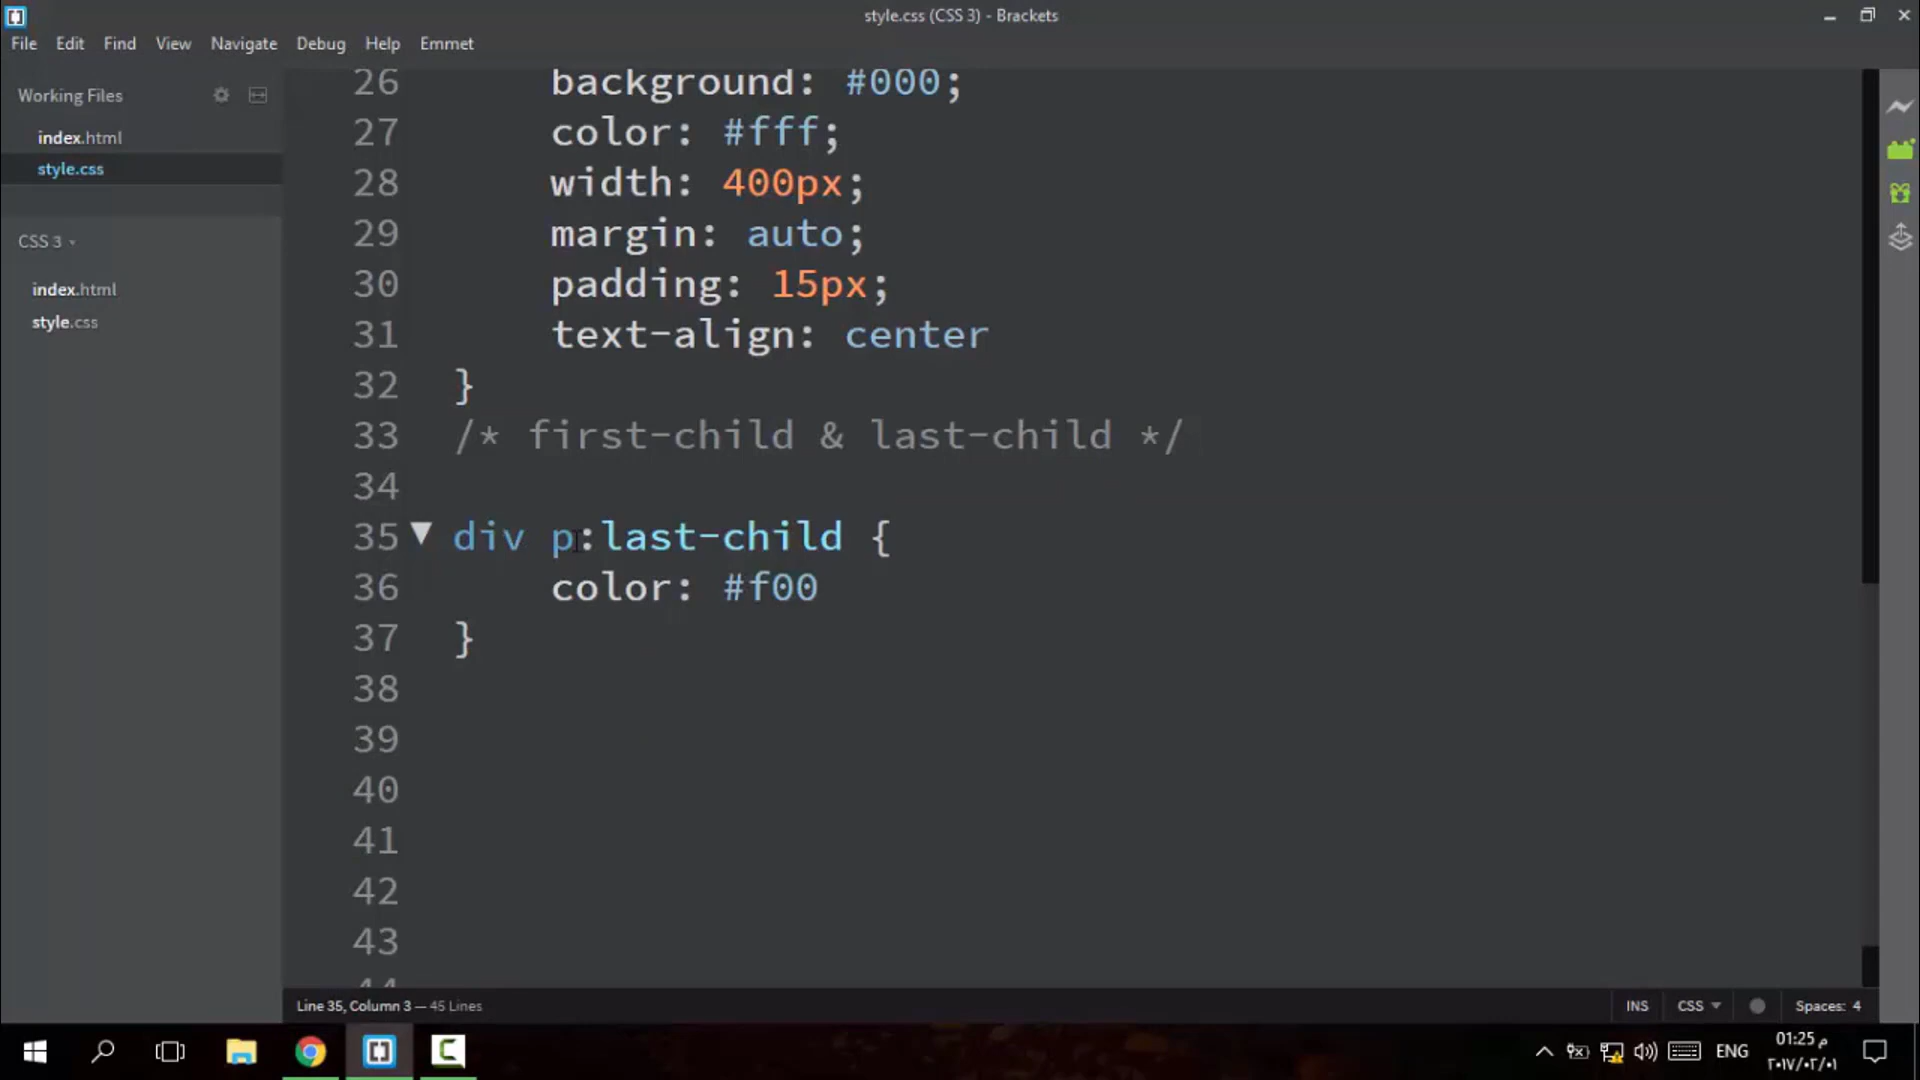 style.css (CSS 3) - Brackets
File Edit Find View Navigate Debug Help Emmet
Working Files
index.html
style.css
CSS 3
index.html
style.css
26 background: #000;
27 color: #fff;
28 width: 400px;
29 margin: auto;
30 padding: 15px;
31 text-align: center
32 }
33 /* first-child & last-child */
34
35 div p:last-child {
36 color: #f00
37 }
38
39
40
41
42
43
44
Line 35, Column 3 — 45 Lines
INS CSS Spaces: 4
ENG
01:25 م
٢٠١٧/٠٢/٠١